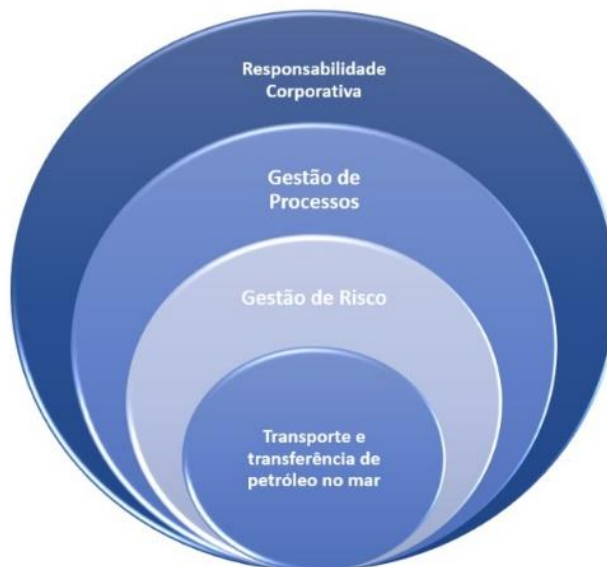 Responsabilidade
Corporativa
Gestão de
Processos
Gestão de Risco
Transporte e
transferência de
petróleo no mar